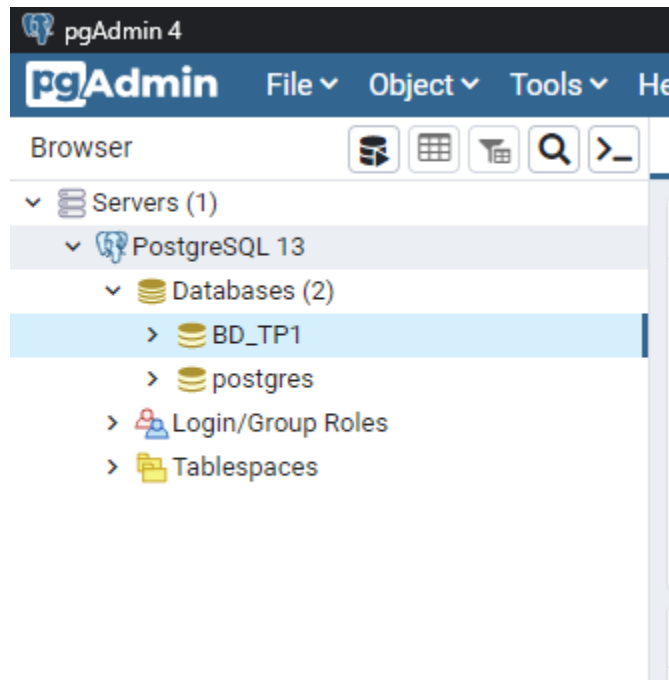 pgAdmin 4
pgAdmin File Object Tools He
Browser
Servers (1)
PostgreSQL 13
Databases (2)
BD_TP1
postgres
Login/Group Roles
Tablespaces